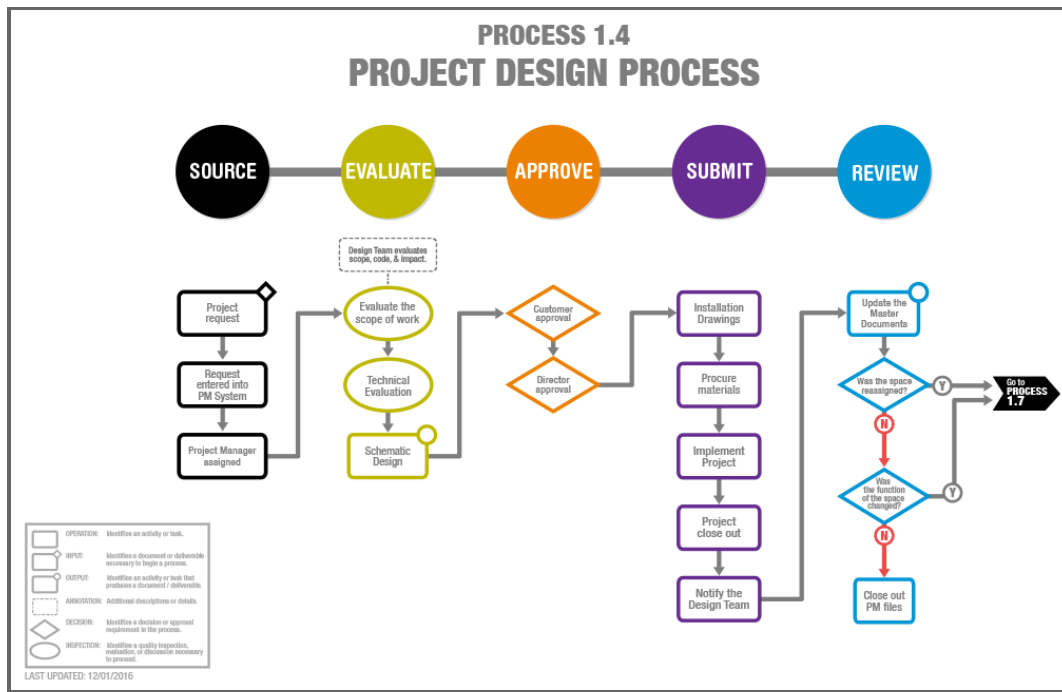 PROCESS 1.4
PROJECT DESIGN PROCESS
SOURCE
EVALUATE
APPROVE
SUBMIT
REVIEW
Design Team evaluates
scope, code, & impact.
Project
request
Request
entered into
PM System
Project Manager
assigned
Evaluate the
scope of work
Technical
Evaluation
Schematic
Design
Customer
approval
Director
approval
Installation
Drawings
Procure
materials
Implement
Project
Project
close out
Notify the
Design Team
Update the
Master
Documents
Was the space
reassigned?
Y
Go to
PROCESS
1.7
N
Was
the function
of the space
changed?
Y
N
Close out
PM files
OPERATION: Identifies an activity or task.
INPUT: Identifies a document or deliverable
necessary to begin a process.
OUTPUT: Identifies an activity or task that
produces a document / deliverable.
ANNOTATION: Additional descriptions or details.
DECISION: Identifies a decision or approval
requirement in the process.
INSPECTION: Identifies a quality inspection,
evaluation, or discussion necessary
to proceed.
LAST UPDATED: 12/01/2016